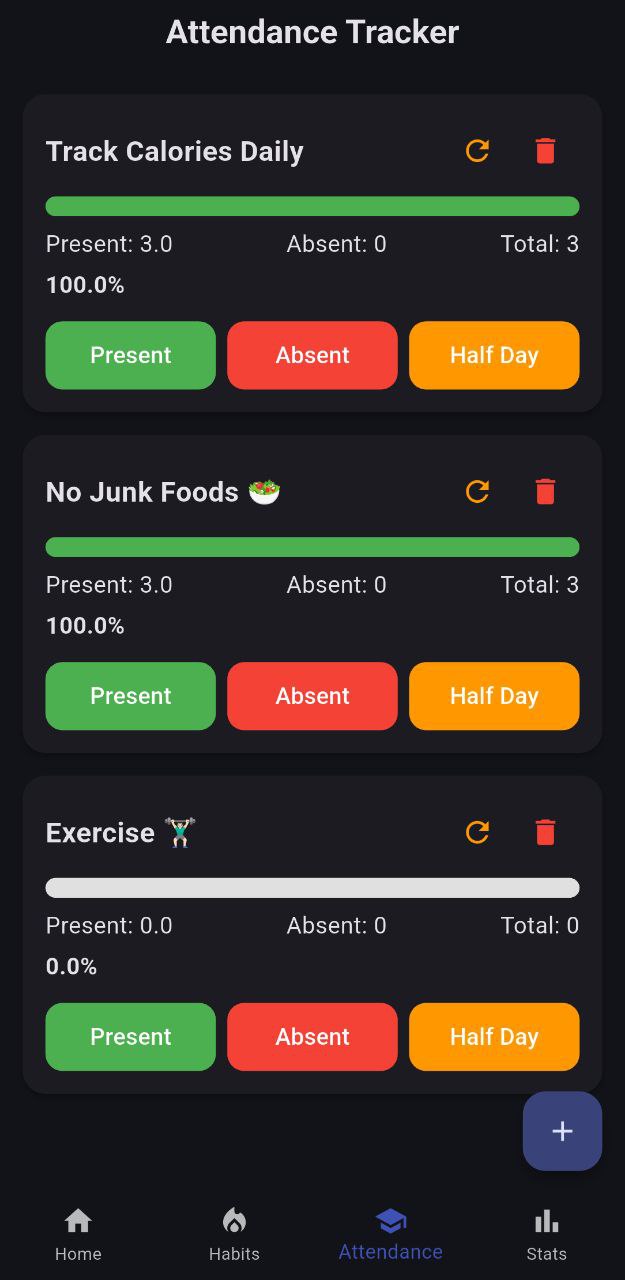 Attendance Tracker
Track Calories Daily
Present: 3.0 Absent: 0 Total: 3
100.0%
Present Absent Half Day
No Junk Foods 🥗
Present: 3.0 Absent: 0 Total: 3
100.0%
Present Absent Half Day
Exercise 🏋🏻‍♂️
Present: 0.0 Absent: 0 Total: 0
0.0%
Present Absent Half Day
+
Home Habits Attendance Stats